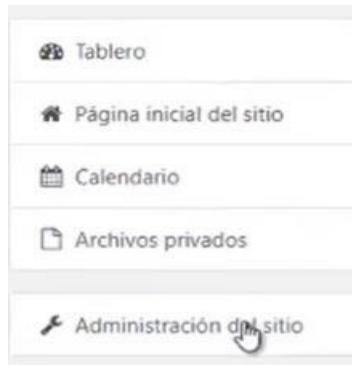 Tablero
Página inicial del sitio
Calendario
Archivos privados
Administración del sitio